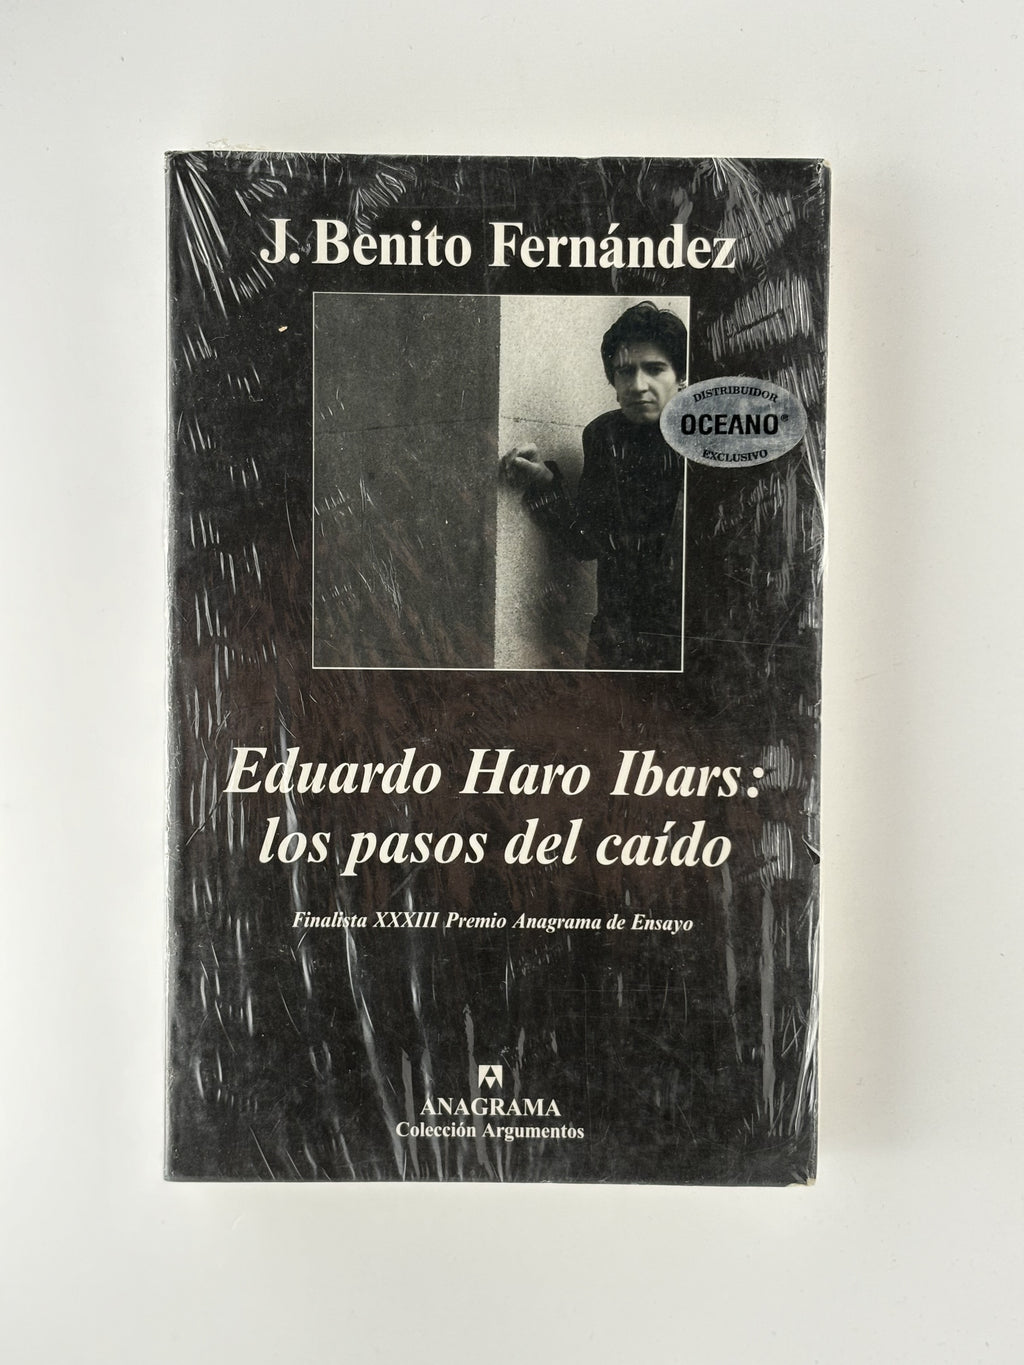 J. Benito Fernández
DISTRIBUIDOR
OCEANO®
EXCLUSIVO
Eduardo Haro Ibars:
los pasos del caído
Finalista XXXIII Premio Anagrama de Ensayo
ANAGRAMA
Colección Argumentos